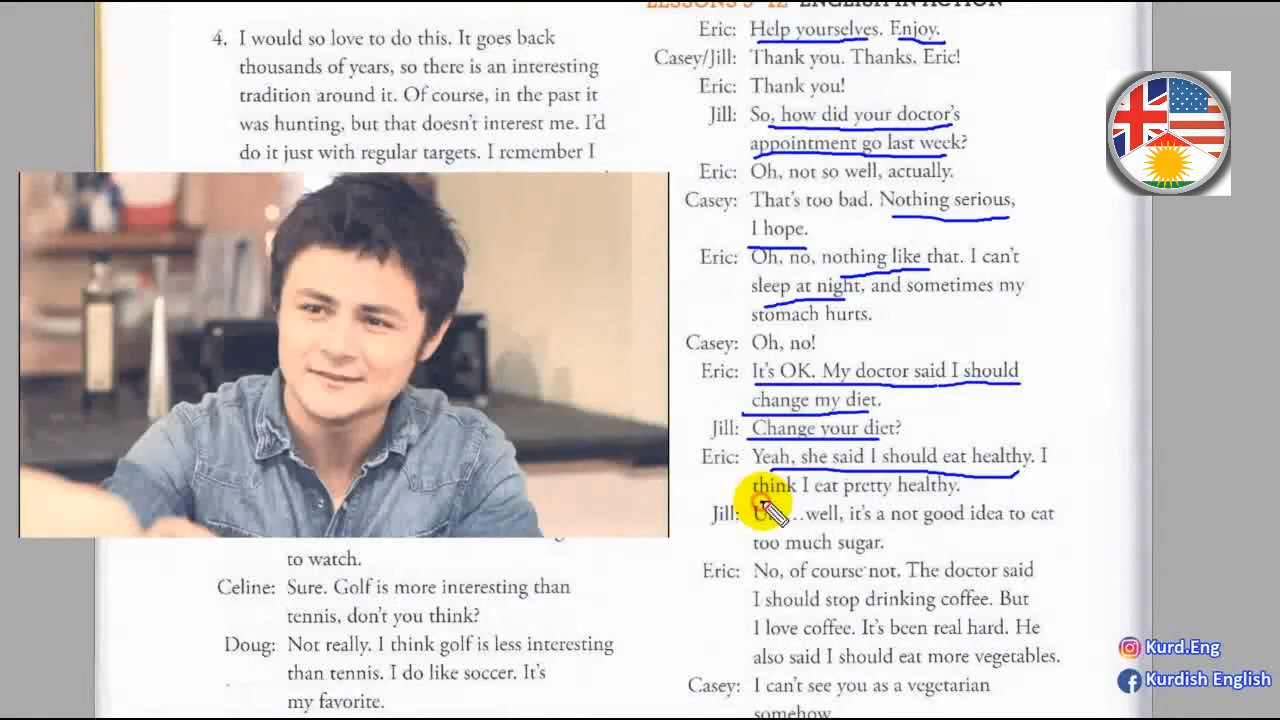 LESSONS 9-12 ENGLISH IN ACTION
4. I would so love to do this. It goes back
thousands of years, so there is an interesting
tradition around it. Of course, in the past it
was hunting, but that doesn't interest me. I'd
do it just with regular targets. I remember I
to watch.
Celine: Sure. Golf is more interesting than
tennis, don't you think?
Doug: Not really. I think golf is less interesting
than tennis. I do like soccer. It's
my favorite.
Eric: Help yourselves. Enjoy.
Casey/Jill: Thank you. Thanks, Eric!
Eric: Thank you!
Jill: So, how did your doctor's
appointment go last week?
Eric: Oh, not so well, actually.
Casey: That's too bad. Nothing serious,
I hope.
Eric: Oh, no, nothing like that. I can't
sleep at night, and sometimes my
stomach hurts.
Casey: Oh, no!
Eric: It's OK. My doctor said I should
change my diet.
Jill: Change your diet?
Eric: Yeah, she said I should eat healthy. I
think I eat pretty healthy.
Jill: …well, it's a not good idea to eat
too much sugar.
Eric: No, of course not. The doctor said
I should stop drinking coffee. But
I love coffee. It's been real hard. He
also said I should eat more vegetables.
Casey: I can't see you as a vegetarian
somehow.
Kurd.Eng
Kurdish English